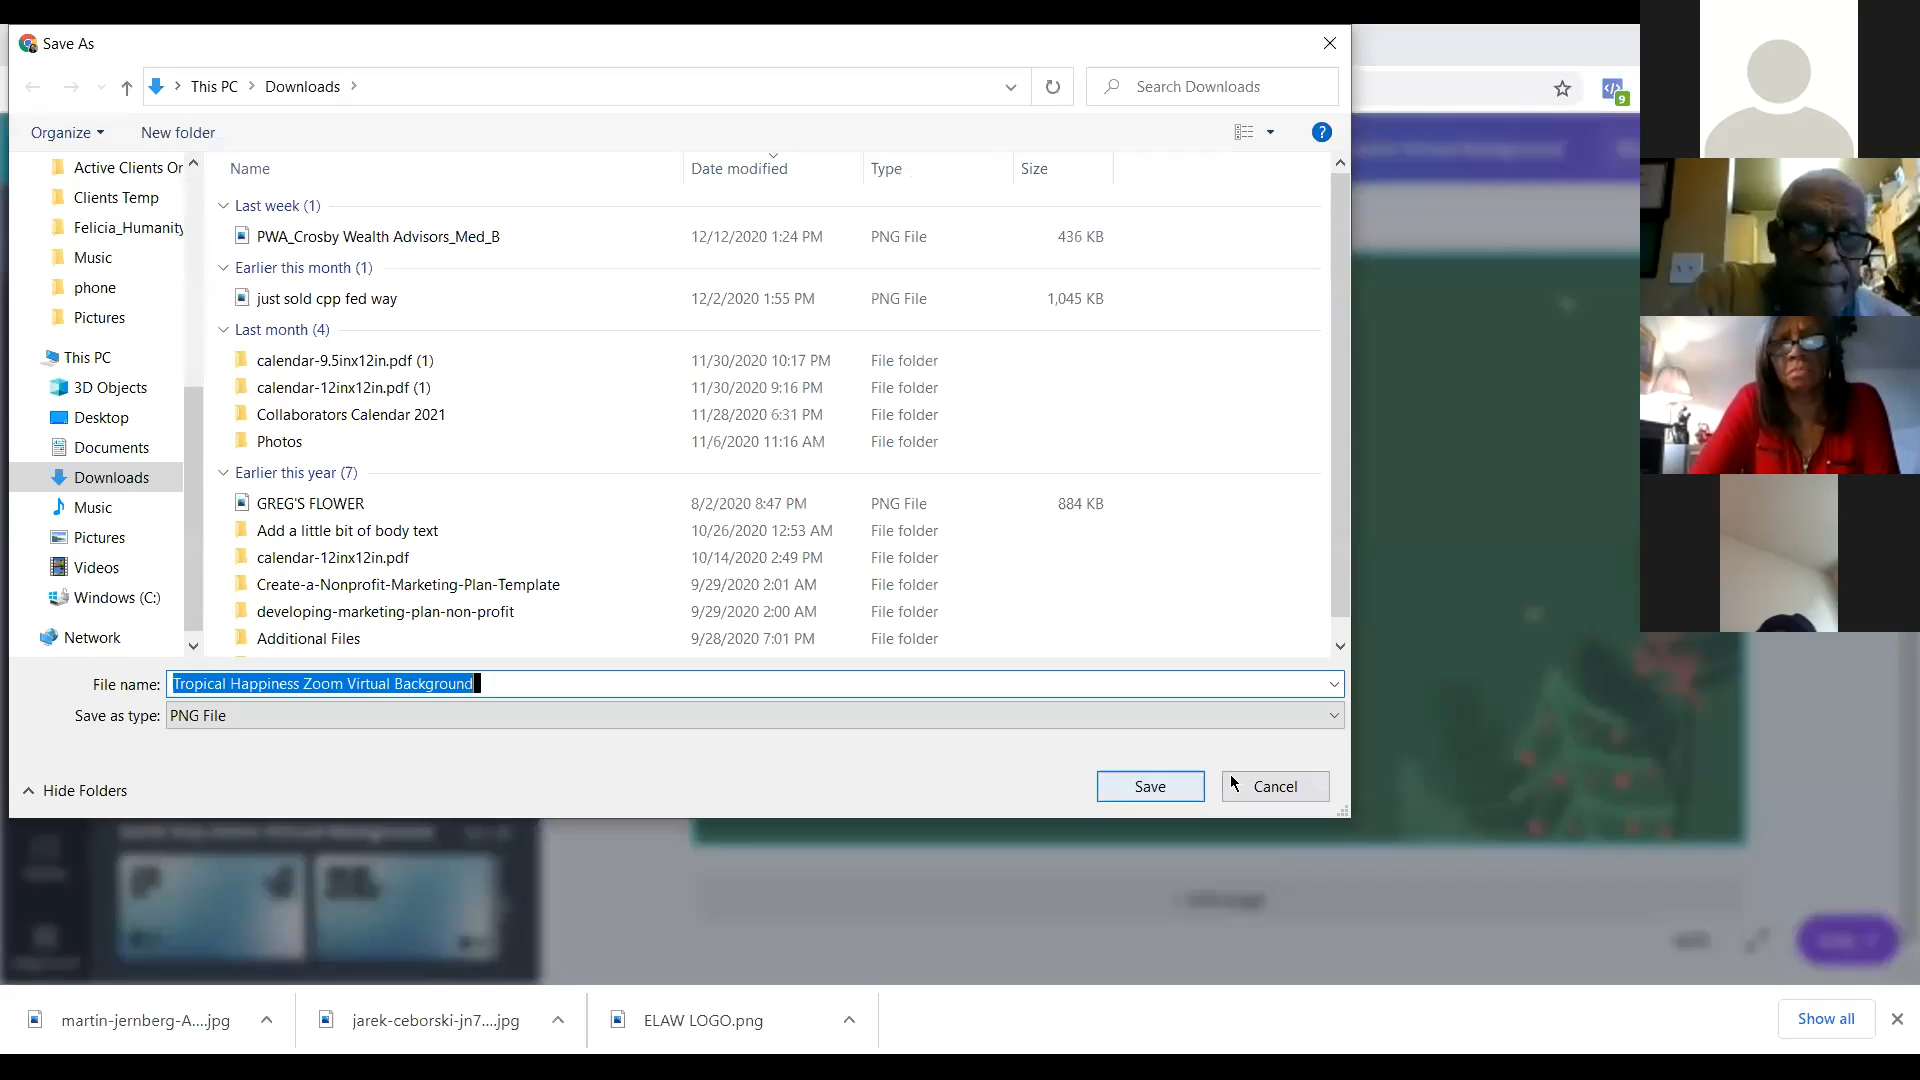 Save As
This PC > Downloads >
Search Downloads
9
Organize
New folder
?
Active Clients Or
Clients Temp
Felicia_Humanity
Music
phone
Pictures
This PC
3D Objects
Desktop
Documents
Downloads
Music
Pictures
Videos
Windows (C:)
Network
Name Date modified Type Size
Last week (1)
PWA_Crosby Wealth Advisors_Med_B 12/12/2020 1:24 PM PNG File 436 KB
Earlier this month (1)
just sold cpp fed way 12/2/2020 1:55 PM PNG File 1,045 KB
Last month (4)
calendar-9.5inx12in.pdf (1) 11/30/2020 10:17 PM File folder
calendar-12inx12in.pdf (1) 11/30/2020 9:16 PM File folder
Collaborators Calendar 2021 11/28/2020 6:31 PM File folder
Photos 11/6/2020 11:16 AM File folder
Earlier this year (7)
GREG'S FLOWER 8/2/2020 8:47 PM PNG File 884 KB
Add a little bit of body text 10/26/2020 12:53 AM File folder
calendar-12inx12in.pdf 10/14/2020 2:49 PM File folder
Create-a-Nonprofit-Marketing-Plan-Template 9/29/2020 2:01 AM File folder
developing-marketing-plan-non-profit 9/29/2020 2:00 AM File folder
Additional Files 9/28/2020 7:01 PM File folder
File name: Tropical Happiness Zoom Virtual Background
Save as type: PNG File
Hide Folders
Save
Cancel
martin-jernberg-A....jpg
jarek-ceborski-jn7....jpg
ELAW LOGO.png
Show all